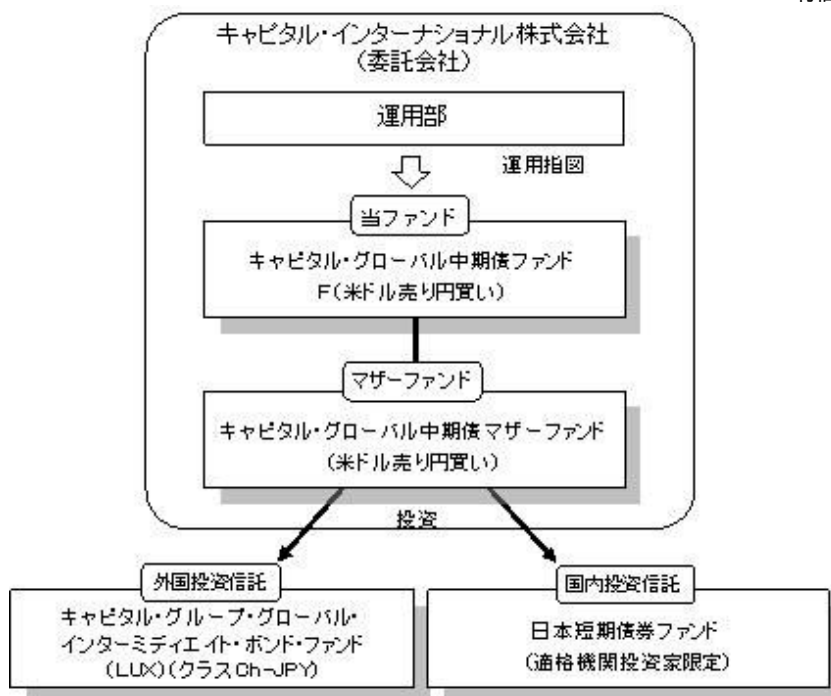 キャピタル・インターナショナル株式会社
（委託会社）
運用部
運用指図
当ファンド
キャピタル・グローバル中期債ファンド
F（米ドル売り円買い）
マザーファンド
キャピタル・グローバル中期債マザーファンド
（米ドル売り円買い）
投資
外国投資信託
キャピタル・グループ・グローバル・
インターミディエイト・ボンド・ファンド
（LUX）（クラスCh-JPY）
国内投資信託
日本短期債券ファンド
（適格機関投資家限定）